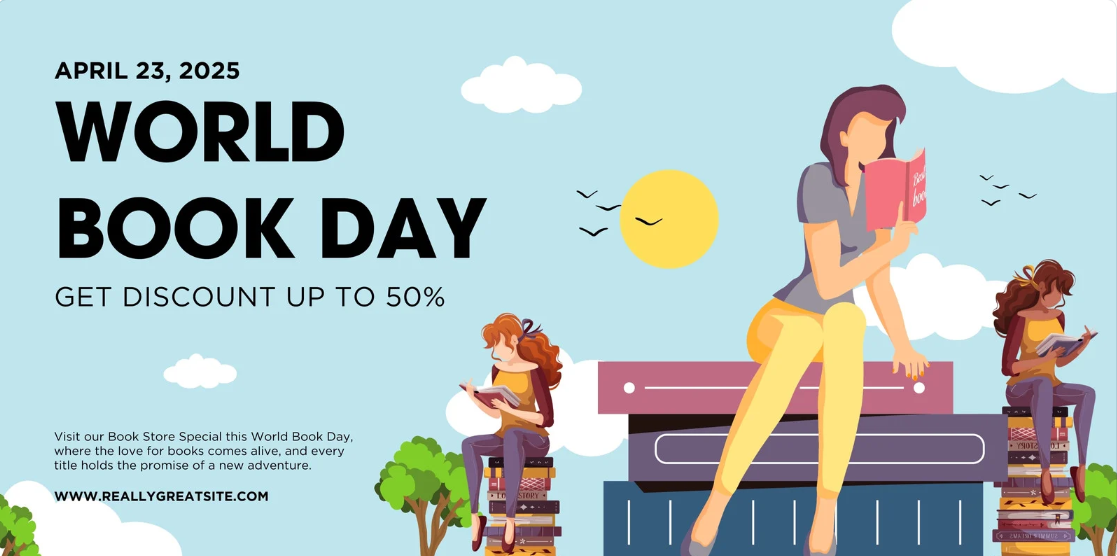 APRIL 23, 2025
WORLD
BOOK DAY
GET DISCOUNT UP TO 50%
Visit our Book Store Special this World Book Day,
where the love for books comes alive, and every
title holds the promise of a new adventure.
WWW.REALLYGREATSITE.COM
Best
book